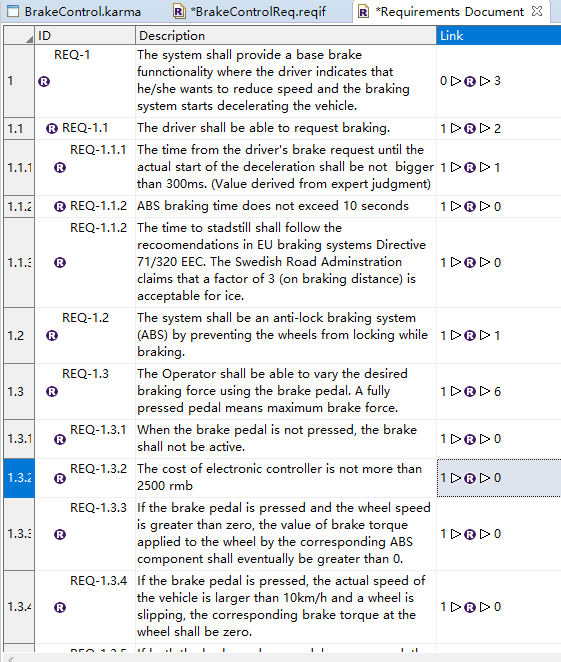 BrakeControl.karma *BrakeControlReq.reqif *Requirements Document
ID Description Link
1 REQ-1 The system shall provide a base brake
funnctionality where the driver indicates that
he/she wants to reduce speed and the braking
system starts decelerating the vehicle.
0 R 3
1.1 R REQ-1.1 The driver shall be able to request braking. 1 R 2
1.1.1 REQ-1.1.1 The time from the driver's brake request until the
actual start of the deceleration shall be not bigger
than 300ms. (Value derived from expert judgment)
1 R 1
1.1.2 R REQ-1.1.2 ABS braking time does not exceed 10 seconds 1 R 0
1.1.3 REQ-1.1.2 The time to stadstill shall follow the
recoomendations in EU braking systems Directive
71/320 EEC. The Swedish Road Adminstration
claims that a factor of 3 (on braking distance) is
acceptable for ice.
1 R 0
1.2 REQ-1.2 The system shall be an anti-lock braking system
(ABS) by preventing the wheels from locking while
braking.
1 R 1
1.3 REQ-1.3 The Operator shall be able to vary the desired
braking force using the brake pedal. A fully
pressed pedal means maximum brake force.
1 R 6
1.3.1 REQ-1.3.1 When the brake pedal is not pressed, the brake
shall not be active.
1 R 0
1.3.2 REQ-1.3.2 The cost of electronic controller is not more than
2500 rmb
1 R 0
1.3.3 REQ-1.3.3 If the brake pedal is pressed and the wheel speed
is greater than zero, the value of brake torque
applied to the wheel by the corresponding ABS
component shall eventually be greater than 0.
1 R 0
1.3.4 REQ-1.3.4 If the brake pedal is pressed, the actual speed of
the vehicle is larger than 10km/h and a wheel is
slipping, the corresponding brake torque at the
wheel shall be zero.
1 R 0